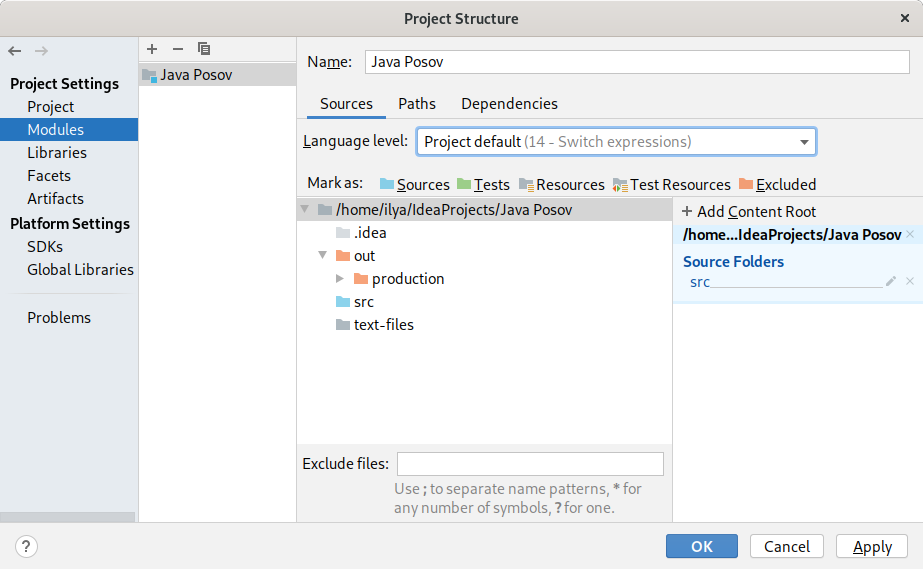 Project Structure
Project Settings
Project
Modules
Libraries
Facets
Artifacts
Platform Settings
SDKs
Global Libraries
Problems
Java Posov
Name: Java Posov
Sources Paths Dependencies
Language level: Project default (14 - Switch expressions)
Mark as: Sources Tests Resources Test Resources Excluded
/home/ilya/IdeaProjects/Java Posov
.idea
out
production
src
text-files
Exclude files:
Use ; to separate name patterns, * for
any number of symbols, ? for one.
+ Add Content Root
/home...IdeaProjects/Java Posov
Source Folders
src
?
OK Cancel Apply